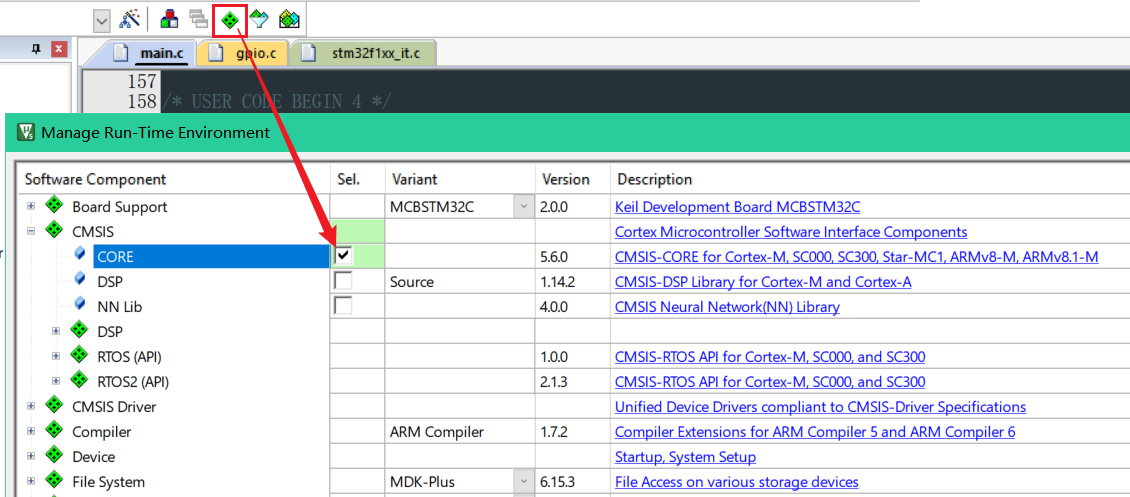 main.c gpio.c stm32f1xx_it.c
157
158 /* USER CODE BEGIN 4 */
Manage Run-Time Environment
Software Component Sel. Variant Version Description
Board Support MCBSTM32C 2.0.0 Keil Development Board MCBSTM32C
CMSIS Cortex Microcontroller Software Interface Components
CORE 5.6.0 CMSIS-CORE for Cortex-M, SC000, SC300, Star-MC1, ARMv8-M, ARMv8.1-M
DSP Source 1.14.2 CMSIS-DSP Library for Cortex-M and Cortex-A
NN Lib 4.0.0 CMSIS Neural Network(NN) Library
DSP
RTOS (API) 1.0.0 CMSIS-RTOS API for Cortex-M, SC000, and SC300
RTOS2 (API) 2.1.3 CMSIS-RTOS API for Cortex-M, SC000, and SC300
CMSIS Driver Unified Device Drivers compliant to CMSIS-Driver Specifications
Compiler ARM Compiler 1.7.2 Compiler Extensions for ARM Compiler 5 and ARM Compiler 6
Device Startup, System Setup
File System MDK-Plus 6.15.3 File Access on various storage devices